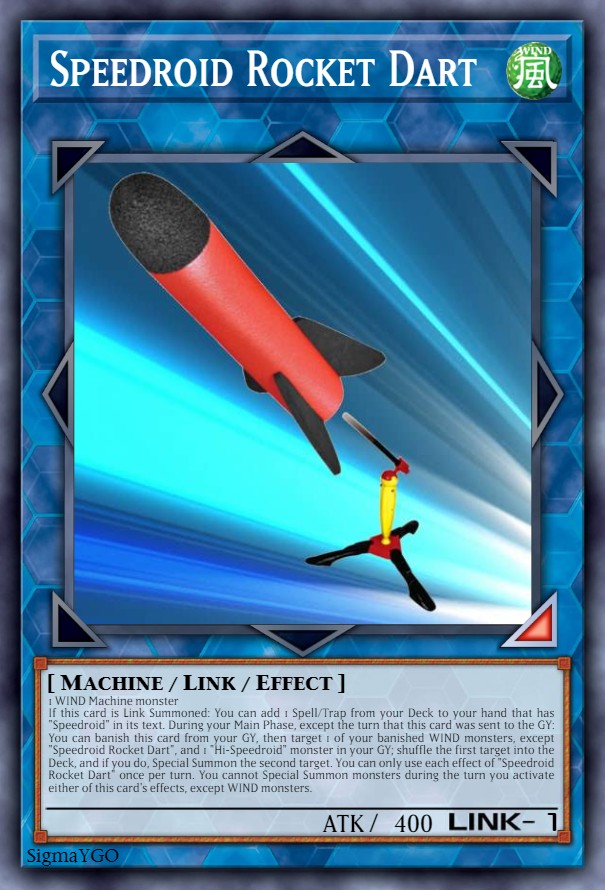 SPEEDROID ROCKET DART
WIND
風
[ MACHINE / LINK / EFFECT ]
1 WIND Machine monster
If this card is Link Summoned: You can add 1 Spell/Trap from your Deck to your hand that has
"Speedroid" in its text. During your Main Phase, except the turn that this card was sent to the GY:
You can banish this card from your GY, then target 1 of your banished WIND monsters, except
"Speedroid Rocket Dart", and 1 "Hi-Speedroid" monster in your GY; shuffle the first target into the
Deck, and if you do, Special Summon the second target. You can only use each effect of "Speedroid
Rocket Dart" once per turn. You cannot Special Summon monsters during the turn you activate
either of this card's effects, except WIND monsters.
ATK / 400 LINK- 1
SigmaYGO